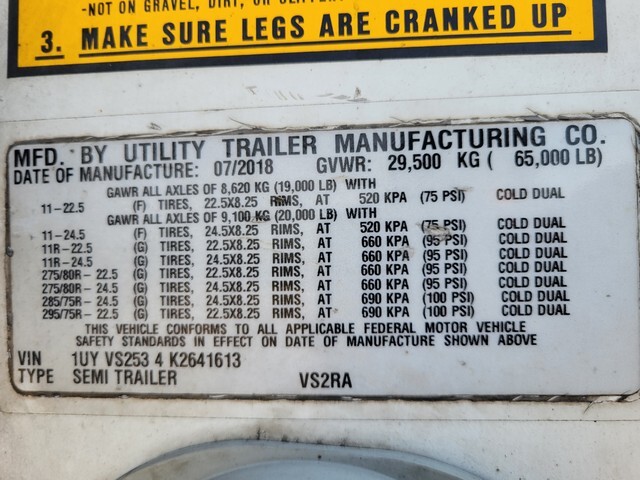 -NOT ON GRAVEL, DIRT, OR
3. MAKE SURE LEGS ARE CRANKED UP
MFD. BY UTILITY TRAILER MANUFACTURING CO.
DATE OF MANUFACTURE: 07/2018 GVWR: 29,500 KG ( 65,000 LB)
GAWR ALL AXLES OF 8,620 KG (19,000 LB) WITH
11-22.5 (F) TIRES, 22.5X8.25 RIMS, AT 520 KPA (75 PSI) COLD DUAL
GAWR ALL AXLES OF 9,100 KG (20,000 LB) WITH
11-24.5 (F) TIRES, 24.5X8.25 RIMS, AT 520 KPA (75 PSI) COLD DUAL
11R-22.5 (G) TIRES, 22.5X8.25 RIMS, AT 660 KPA (95 PSI) COLD DUAL
11R-24.5 (G) TIRES, 24.5X8.25 RIMS, AT 660 KPA (95 PSI) COLD DUAL
275/80R-22.5 (G) TIRES, 22.5X8.25 RIMS, AT 660 KPA (95 PSI) COLD DUAL
275/80R-24.5 (G) TIRES, 24.5X8.25 RIMS, AT 660 KPA (95 PSI) COLD DUAL
285/75R-24.5 (G) TIRES, 24.5X8.25 RIMS, AT 690 KPA (100 PSI) COLD DUAL
295/75R-22.5 (G) TIRES, 22.5X8.25 RIMS, AT 690 KPA (100 PSI) COLD DUAL
THIS VEHICLE CONFORMS TO ALL APPLICABLE FEDERAL MOTOR VEHICLE
SAFETY STANDARDS IN EFFECT ON DATE OF MANUFACTURE SHOWN ABOVE
VIN 1UY VS253 4 K2641613
TYPE SEMI TRAILER VS2RA